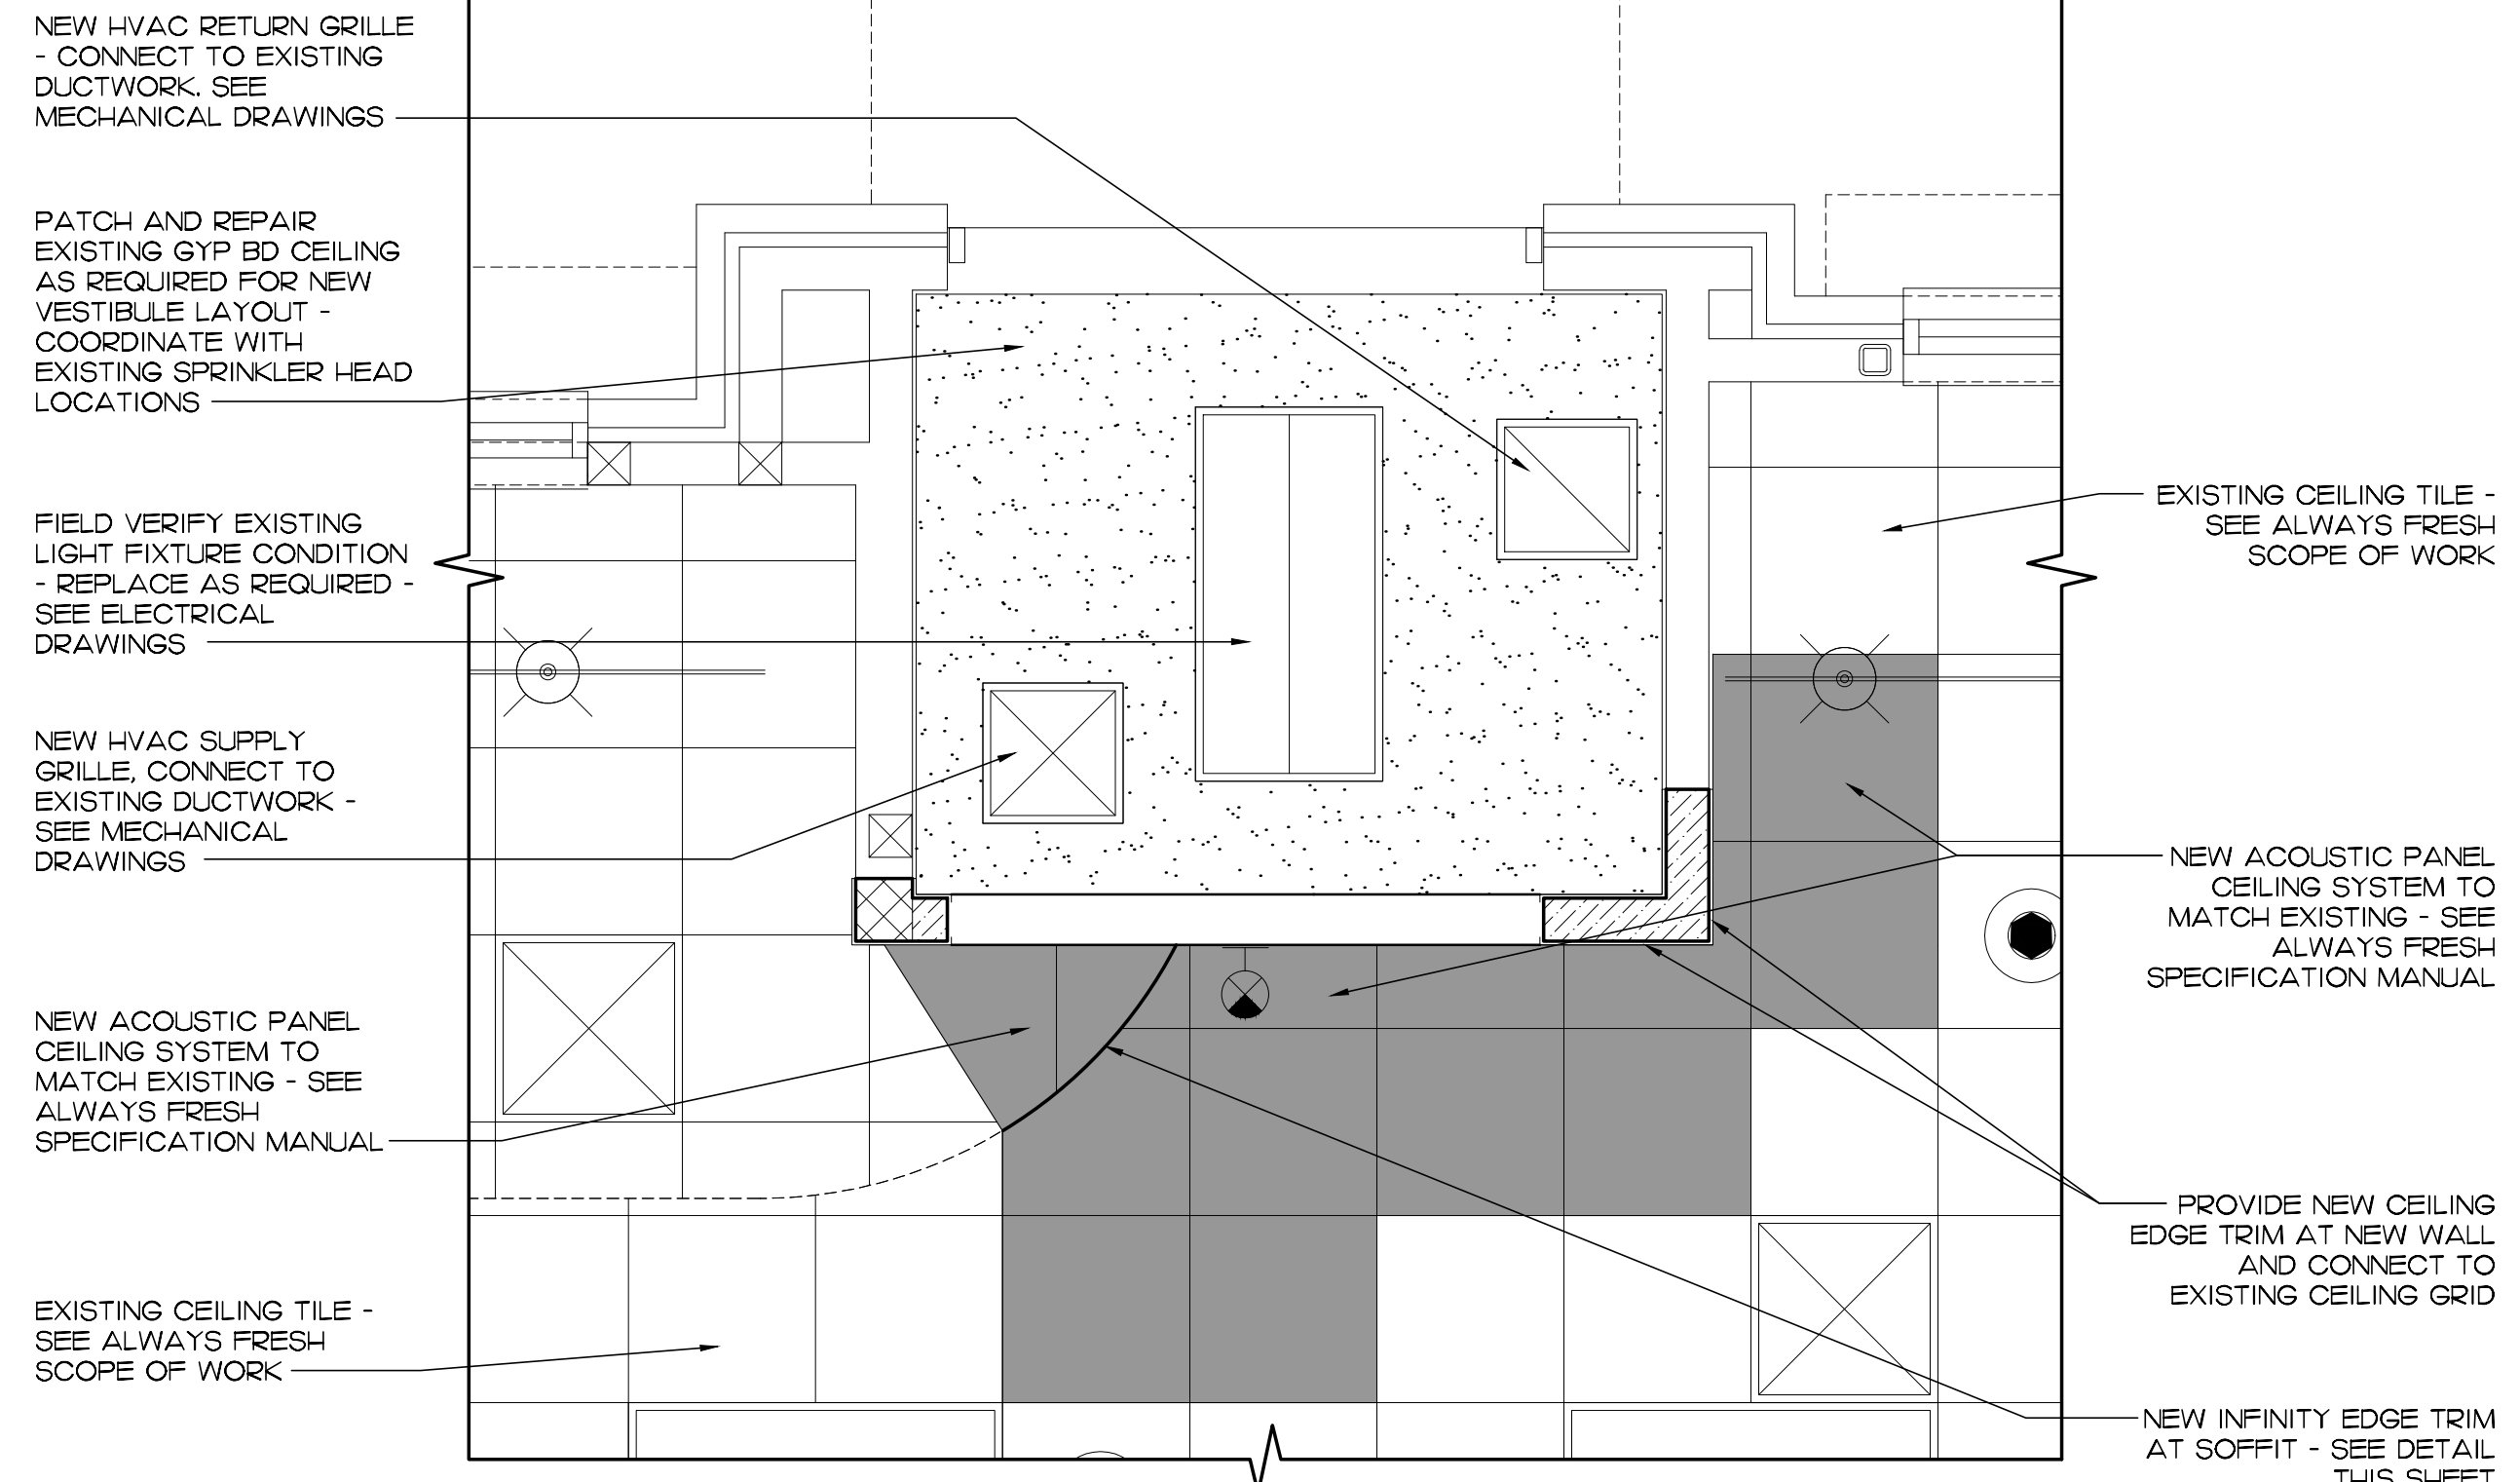 NEW HVAC RETURN GRILLE
- CONNECT TO EXISTING
DUCTWORK. SEE
MECHANICAL DRAWINGS
PATCH AND REPAIR
EXISTING GYP BD CEILING
AS REQUIRED FOR NEW
VESTIBULE LAYOUT -
COORDINATE WITH
EXISTING SPRINKLER HEAD
LOCATIONS
FIELD VERIFY EXISTING
LIGHT FIXTURE CONDITION
- REPLACE AS REQUIRED -
SEE ELECTRICAL
DRAWINGS
NEW HVAC SUPPLY
GRILLE, CONNECT TO
EXISTING DUCTWORK -
SEE MECHANICAL
DRAWINGS
NEW ACOUSTIC PANEL
CEILING SYSTEM TO
MATCH EXISTING - SEE
ALWAYS FRESH
SPECIFICATION MANUAL
EXISTING CEILING TILE -
SEE ALWAYS FRESH
SCOPE OF WORK
EXISTING CEILING TILE -
SEE ALWAYS FRESH
SCOPE OF WORK
NEW ACOUSTIC PANEL
CEILING SYSTEM TO
MATCH EXISTING - SEE
ALWAYS FRESH
SPECIFICATION MANUAL
PROVIDE NEW CEILING
EDGE TRIM AT NEW WALL
AND CONNECT TO
EXISTING CEILING GRID
NEW INFINITY EDGE TRIM
AT SOFFIT - SEE DETAIL
THIS SHEET